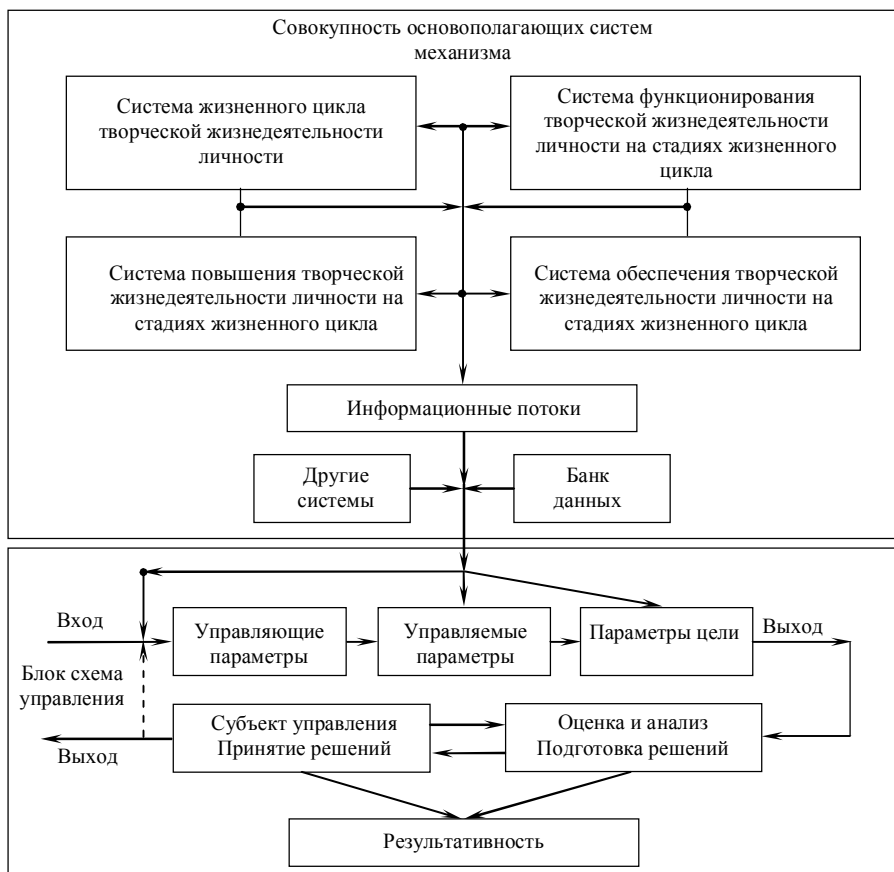 Совокупность основополагающих систем
механизма
Система жизненного цикла
творческой жизнедеятельности
личности
Система функционирования
творческой жизнедеятельности
личности на стадиях жизненного
цикла
Система повышения творческой
жизнедеятельности личности на
стадиях жизненного цикла
Система обеспечения творческой
жизнедеятельности личности на
стадиях жизненного цикла
Информационные потоки
Другие
системы
Банк
данных
Вход
Управляющие
параметры
Управляемые
параметры
Параметры цели
Выход
Блок схема
управления
Субъект управления
Принятие решений
Оценка и анализ
Подготовка решений
Выход
Результативность